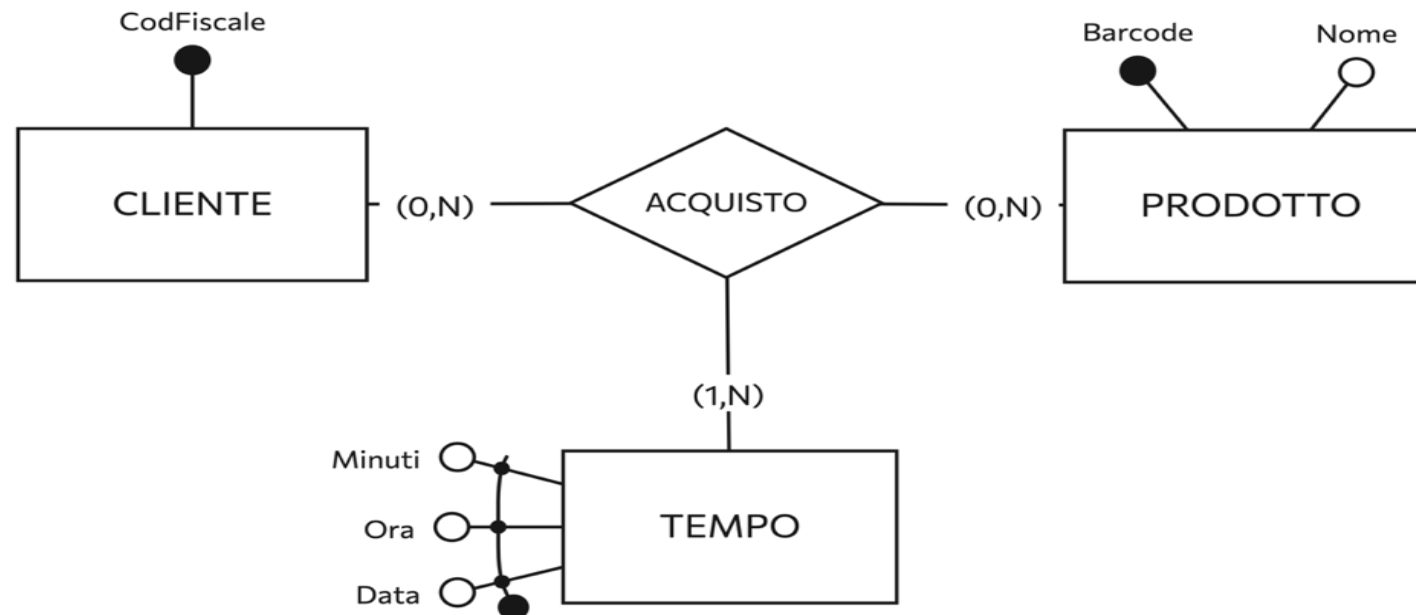 CodFiscale
Barcode
Nome
CLIENTE
(0,N)
ACQUISTO
(0,N)
PRODOTTO
(1,N)
Minuti
Ora
Data
TEMPO